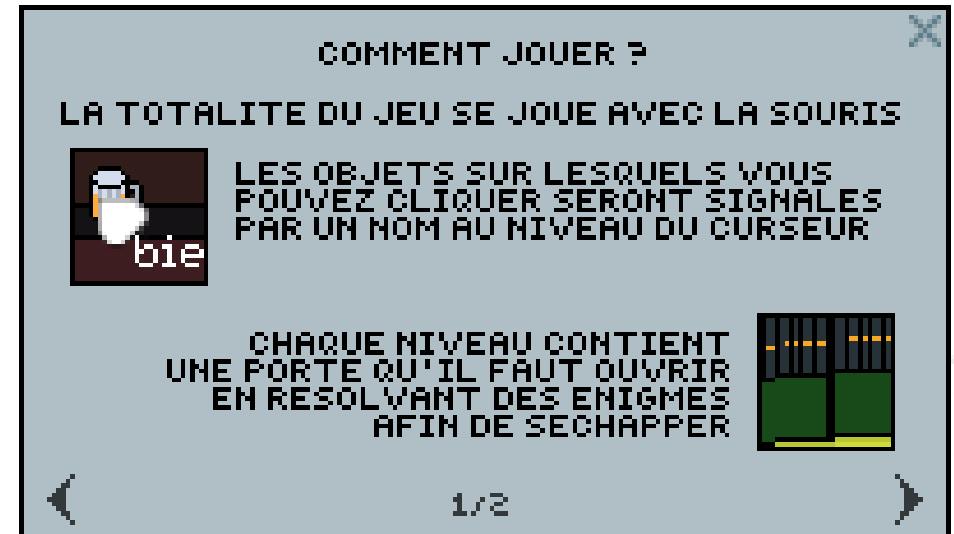 COMMENT JOUER ?
LA TOTALITE DU JEU SE JOUE AVEC LA SOURIS
LES OBJETS SUR LESQUELS VOUS
POUVEZ CLIQUER SERONT SIGNALES
PAR UN NOM AU NIVEAU DU CURSEUR
bie
CHAQUE NIVEAU CONTIENT
UNE PORTE QU'IL FAUT OUVRIR
EN RESOLVANT DES ENIGMES
AFIN DE SECHAPPER
1/2